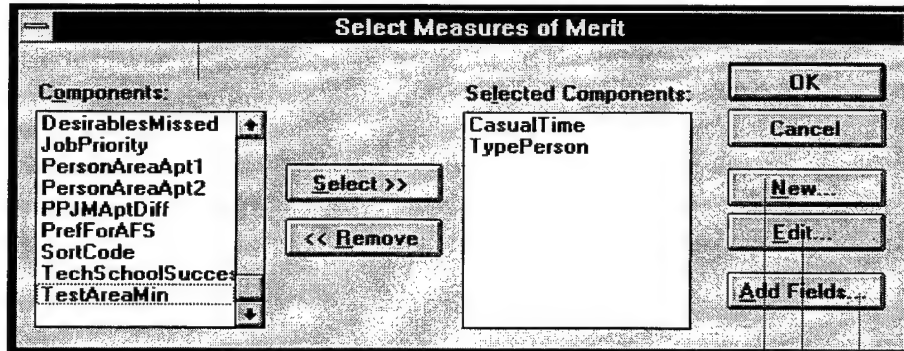 Select Measures of Merit
Components:
DesirablesMissed
JobPriority
PersonAreaApt1
PersonAreaApt2
PPJMAptDiff
PrefForAFS
SortCode
TechSchoolSucces
TestAreaMin
Select >>
<< Remove
Selected Components:
CasualTime
TypePerson
OK
Cancel
New...
Edit...
Add Fields...